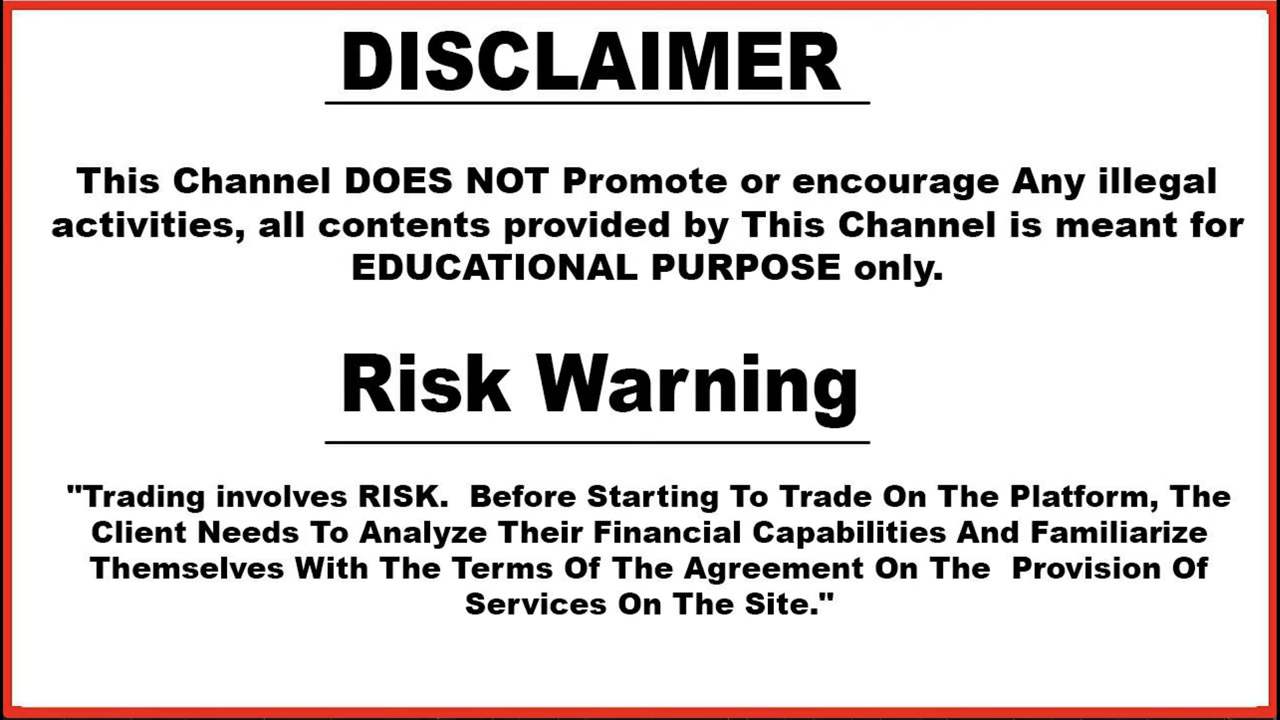 DISCLAIMER
This Channel DOES NOT Promote or encourage Any illegal
activities, all contents provided by This Channel is meant for
EDUCATIONAL PURPOSE only.
Risk Warning
"Trading involves RISK.  Before Starting To Trade On The Platform, The
Client Needs To Analyze Their Financial Capabilities And Familiarize
Themselves With The Terms Of The Agreement On The  Provision Of
Services On The Site."